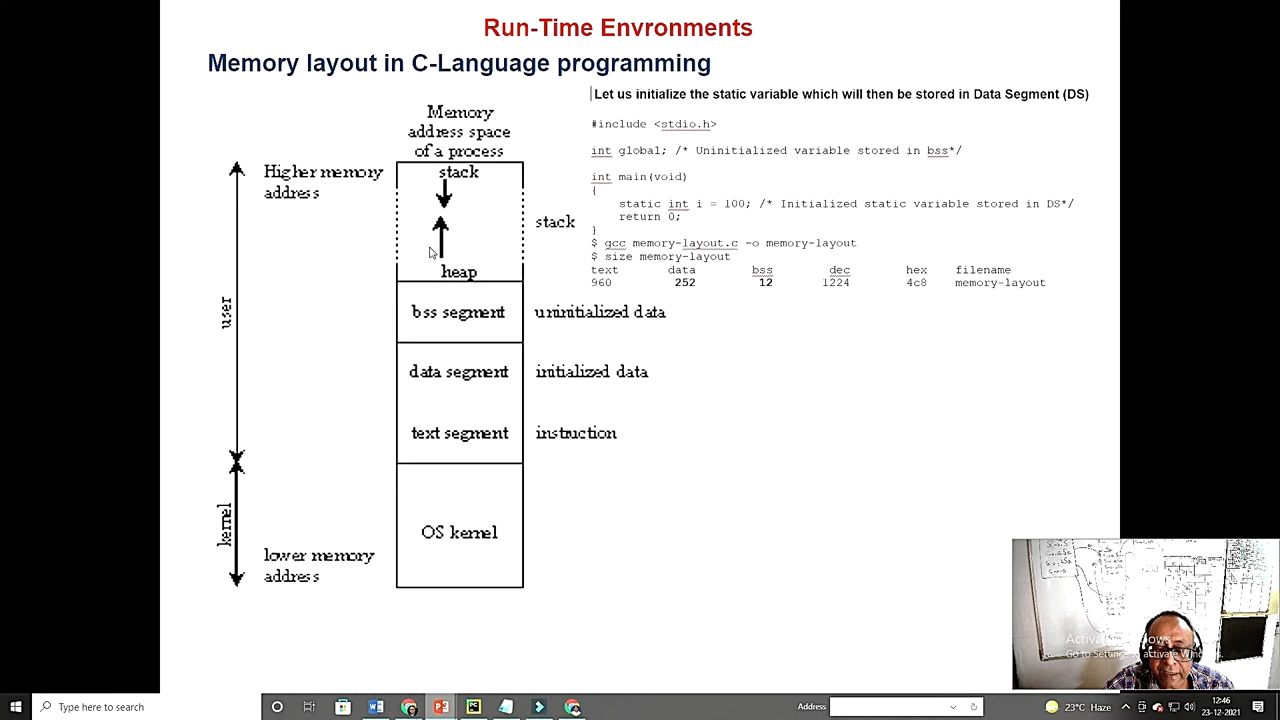 Run-Time Envronments
Memory layout in C-Language programming
Let us initialize the static variable which will then be stored in Data Segment (DS)
Memory
address space
of a process
#include <stdio.h>
int global; /* Uninitialized variable stored in bss*/
int main(void)
{
static int i = 100; /* Initialized static variable stored in DS*/
return 0;
}
$ gcc memory-layout.c -o memory-layout
$ size memory-layout
text data bss dec hex filename
960 252 12 1224 4c8 memory-layout
Higher memory
address
stack
stack
heap
bss segment
uninitialized data
user
data segment
initialized data
text segment
instruction
kernel
OS kernel
lower memory
address
Activate Windows
Go to Settings to activate Windows.
Type here to search
Address
23°C Haze
12:46
23-12-2021